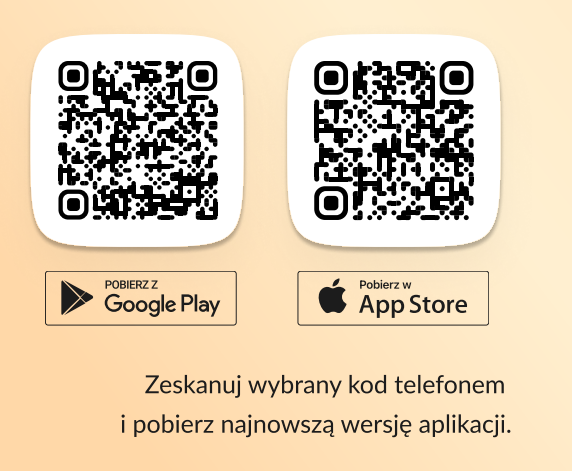 POBIERZ Z
Google Play
Pobierz w
App Store
Zeskanuj wybrany kod telefonem
i pobierz najnowszą wersję aplikacji.